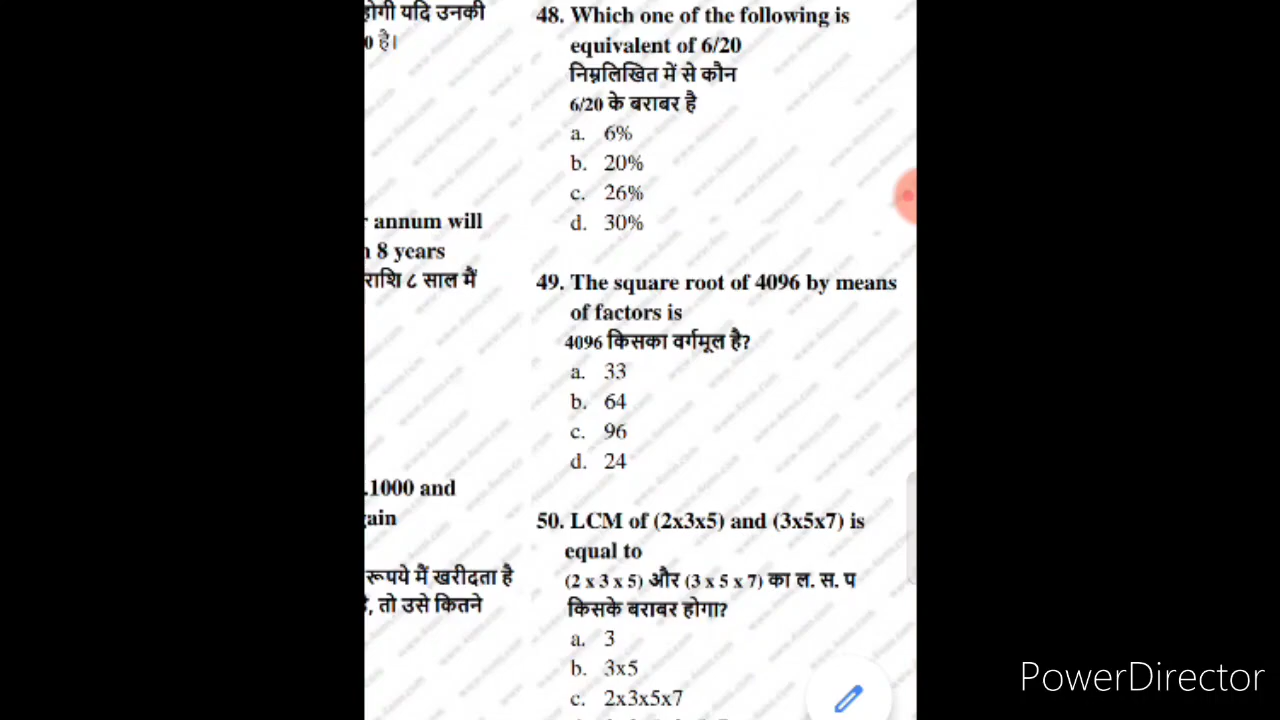 होगी यदि उनकी
0 है।
annum will
8 years
राशि ८ साल मैं
.1000 and
ain
रूपये मैं खरीदता है
, तो उसे कितने
48. Which one of the following is
equivalent of 6/20
निम्नलिखित में से कौन
6/20 के बराबर है
a. 6%
b. 20%
c. 26%
d. 30%
49. The square root of 4096 by means
of factors is
4096 किसका वर्गमूल है?
a. 33
b. 64
c. 96
d. 24
50. LCM of (2x3x5) and (3x5x7) is
equal to
(2 x 3 x 5) और (3 x 5 x 7) का ल. स. प
किसके बराबर होगा?
a. 3
b. 3x5
c. 2x3x5x7
PowerDirector